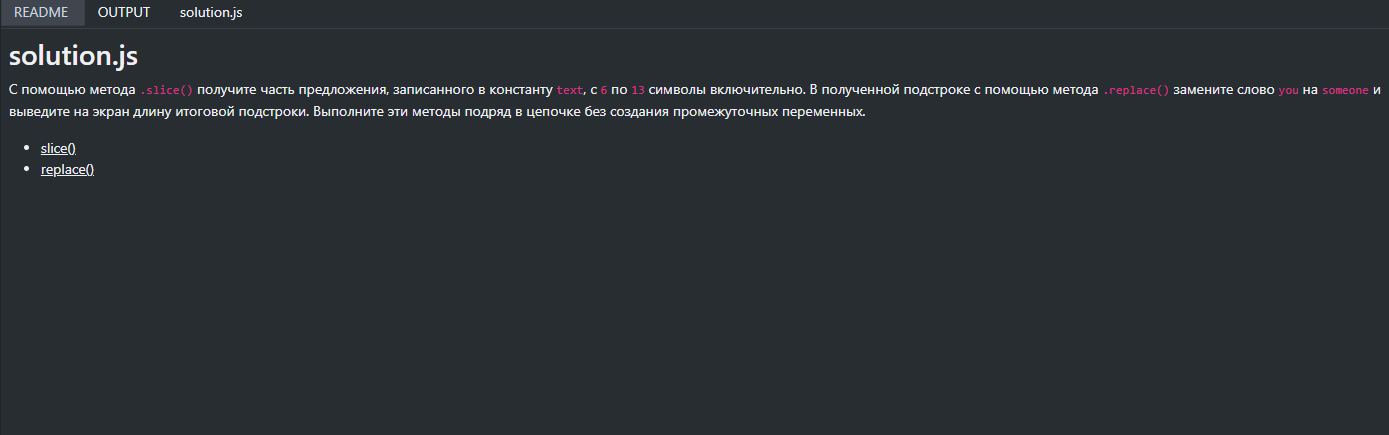 README OUTPUT solution.js
solution.js
С помощью метода .slice() получите часть предложения, записанного в константу text, с 6 по 13 символы включительно. В полученной подстроке с помощью метода .replace() замените слово you на someone и
выведите на экран длину итоговой подстроки. Выполните эти методы подряд в цепочке без создания промежуточных переменных.
• slice()
• replace()